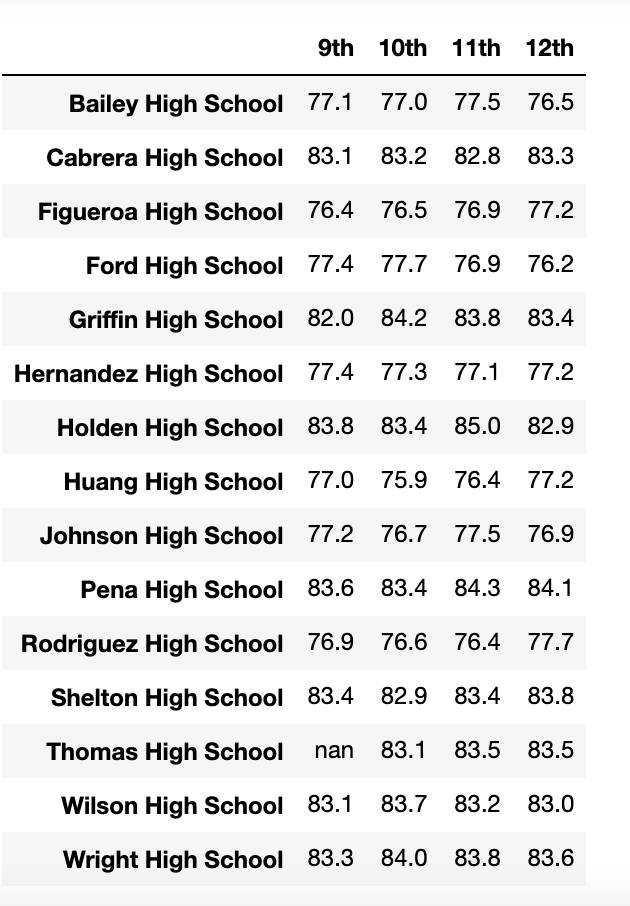 9th 10th 11th 12th
Bailey High School 77.1 77.0 77.5 76.5
Cabrera High School 83.1 83.2 82.8 83.3
Figueroa High School 76.4 76.5 76.9 77.2
Ford High School 77.4 77.7 76.9 76.2
Griffin High School 82.0 84.2 83.8 83.4
Hernandez High School 77.4 77.3 77.1 77.2
Holden High School 83.8 83.4 85.0 82.9
Huang High School 77.0 75.9 76.4 77.2
Johnson High School 77.2 76.7 77.5 76.9
Pena High School 83.6 83.4 84.3 84.1
Rodriguez High School 76.9 76.6 76.4 77.7
Shelton High School 83.4 82.9 83.4 83.8
Thomas High School nan 83.1 83.5 83.5
Wilson High School 83.1 83.7 83.2 83.0
Wright High School 83.3 84.0 83.8 83.6